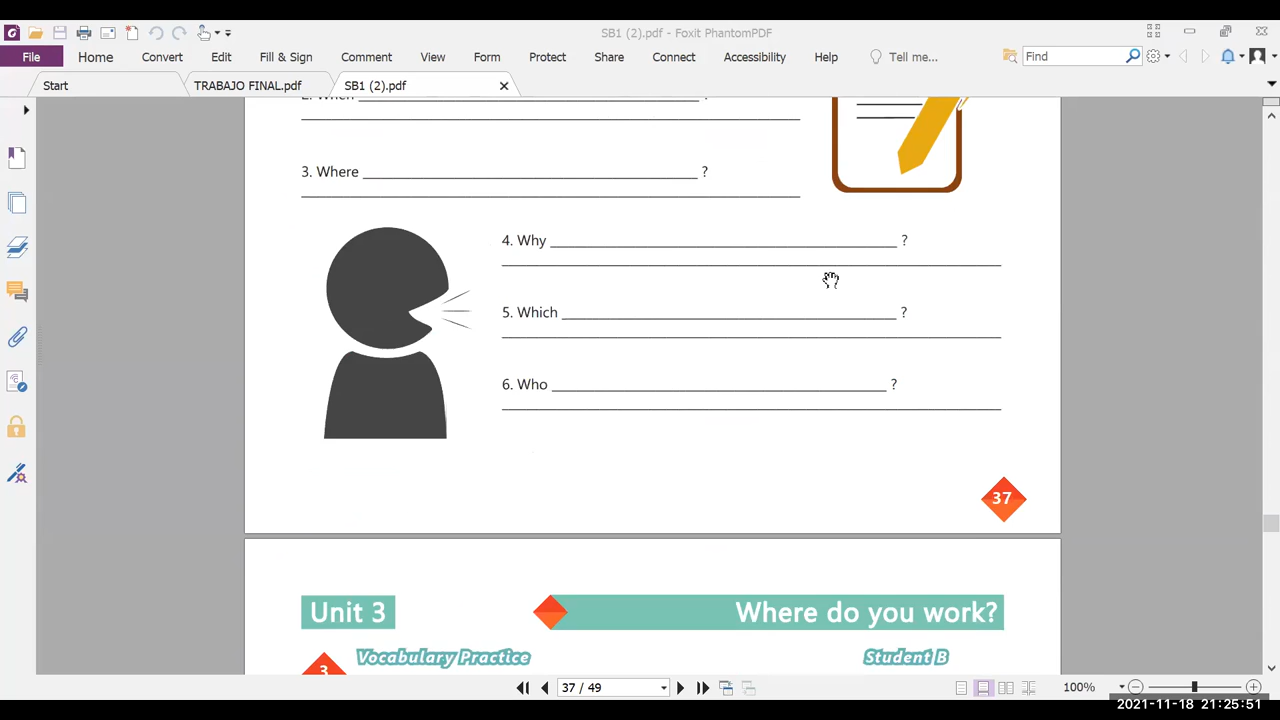 SB1 (2).pdf - Foxit PhantomPDF
File Home Convert Fill & Sign Comment View Form Protect Share Connect Accessibility Help Tell me... Find
Edit
Start TRABAJO FINAL.pdf SB1 (2).pdf
2. When ?
3. Where ?
4. Why ?
5. Which ?
6. Who ?
37
Unit 3 Where do you work?
3 Vocabulary Practice Student B
37 / 49 100%
2021-11-18 21:25:51